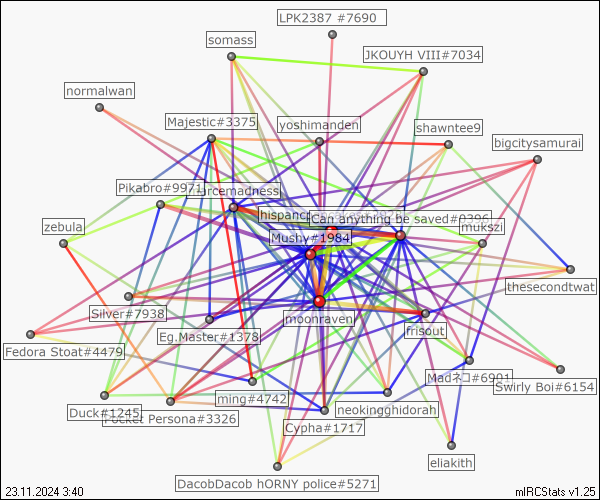 LPK2387 #7690
somass
JKOUYH VIII#7034
normalwan
Majestic#3375
yoshimanden
shawntee9
bigcitysamurai
Pikabro#9971
arcemadness
hispanc
Can anything be saved#0396
zebula
Mushy#1984
mukszi
thesecondtwat
Silver#7938
moonraven
Eg.Master#1378
frisout
Fedora Stoat#4479
Madネコ#6901
Swirly Boi#6154
ming#4742
neokingghidorah
Duck#1245
Pocket Persona#3326
Cypha#1717
eliakith
DacobDacob hORNY police#5271
23.11.2024 3:40
mIRCStats v1.25